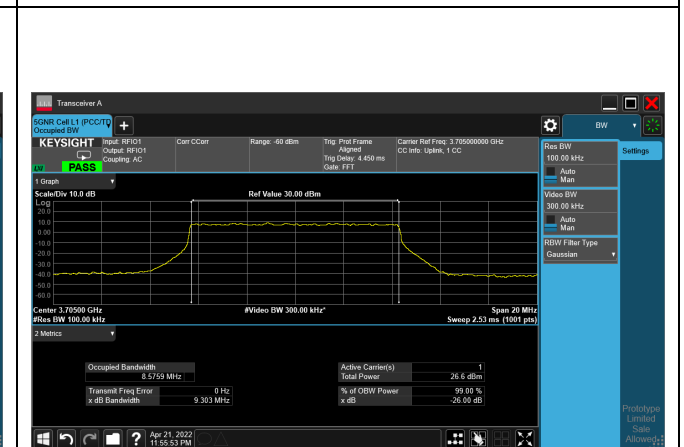 Transceiver A
5GNR Cell L1 (PCC/TD
Occupied BW
KEYSIGHT
Input: RFIO1
Output: RFIO1
Coupling: AC
Corr CCorr
Range: -60 dBm
Trig: Prot Frame
Aligned
Trig Delay: 4.450 ms
Gate: FFT
Carrier Ref Freq: 3.705000000 GHz
CC Info: Uplink, 1 CC
PASS
1 Graph
Scale/Div 10.0 dB
Ref Value 30.00 dBm
Log
20.0
10.0
0.00
-10.0
-20.0
-30.0
-40.0
-50.0
-60.0
Center 3.70500 GHz
#Video BW 300.00 kHz*
Span 20 MHz
#Res BW 100.00 kHz
Sweep 2.53 ms (1001 pts)
2 Metrics
Occupied Bandwidth
8.5759 MHz
Transmit Freq Error
0 Hz
x dB Bandwidth
9.303 MHz
Active Carrier(s)
1
Total Power
26.6 dBm
% of OBW Power
99.00 %
x dB
-26.00 dB
BW
Settings
Res BW
100.00 kHz
Auto
Man
Video BW
300.00 kHz
Auto
Man
RBW Filter Type
Gaussian
Prototype
Limited
Sale
Allowed
Apr 21, 2022
11:55:53 PM